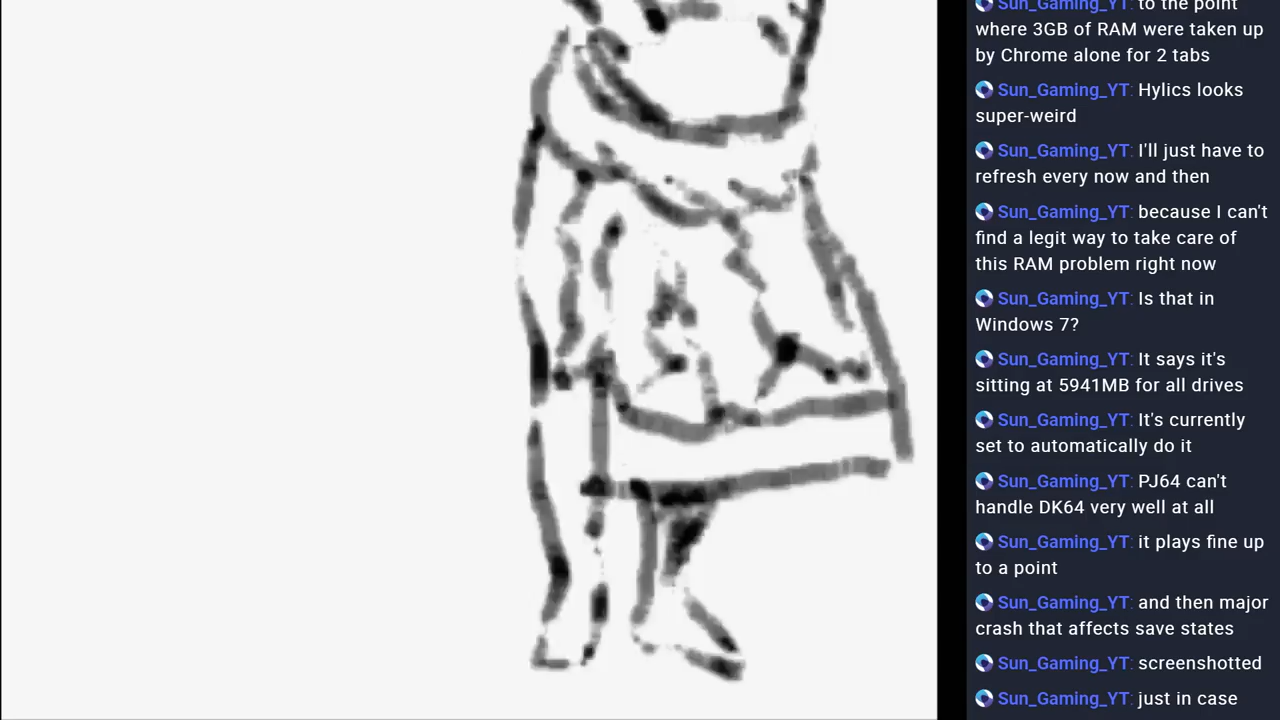 Sun_Gaming_YT: to the point
where 3GB of RAM were taken up
by Chrome alone for 2 tabs
Sun_Gaming_YT: Hylics looks
super-weird
Sun_Gaming_YT: I'll just have to
refresh every now and then
Sun_Gaming_YT: because I can't
find a legit way to take care of
this RAM problem right now
Sun_Gaming_YT: Is that in
Windows 7?
Sun_Gaming_YT: It says it's
sitting at 5941MB for all drives
Sun_Gaming_YT: It's currently
set to automatically do it
Sun_Gaming_YT: PJ64 can't
handle DK64 very well at all
Sun_Gaming_YT: it plays fine up
to a point
Sun_Gaming_YT: and then major
crash that affects save states
Sun_Gaming_YT: screenshotted
Sun_Gaming_YT: just in case